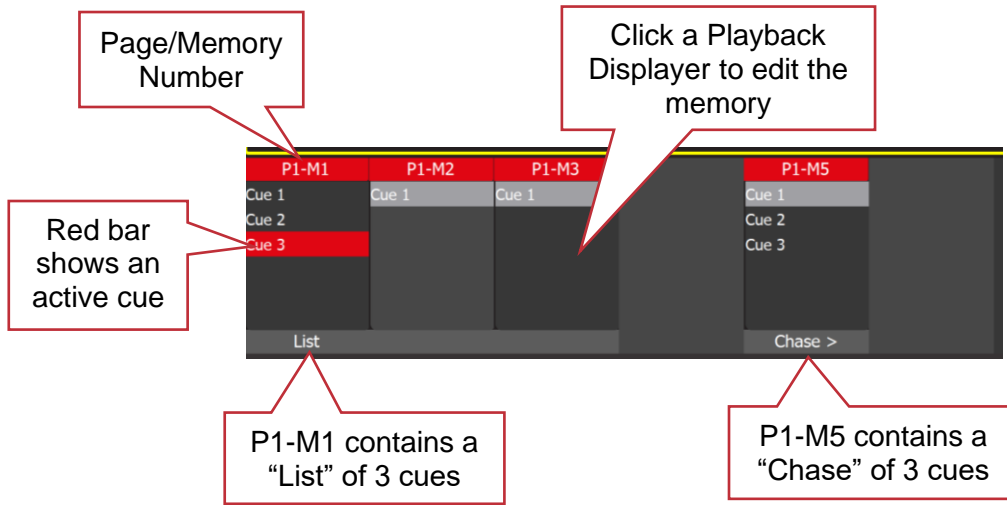 Page/Memory
Number
Click a Playback
Displayer to edit the
memory
P1-M1 P1-M2 P1-M3 P1-M5
Cue 1 Cue 1 Cue 1 Cue 1
Cue 2 Cue 2
Cue 3 Cue 3
Red bar
shows an
active cue
List Chase >
P1-M1 contains a
“List” of 3 cues
P1-M5 contains a
“Chase” of 3 cues